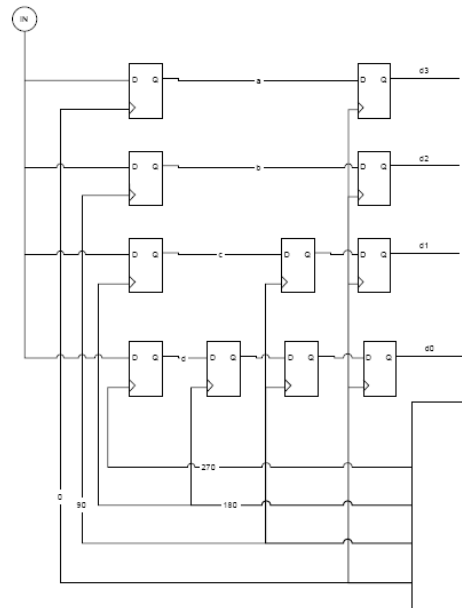 IN
D Q a D Q d3
D Q b D Q d2
D Q c D Q D Q d1
D Q d D Q D Q D Q d0
270
0 90 180